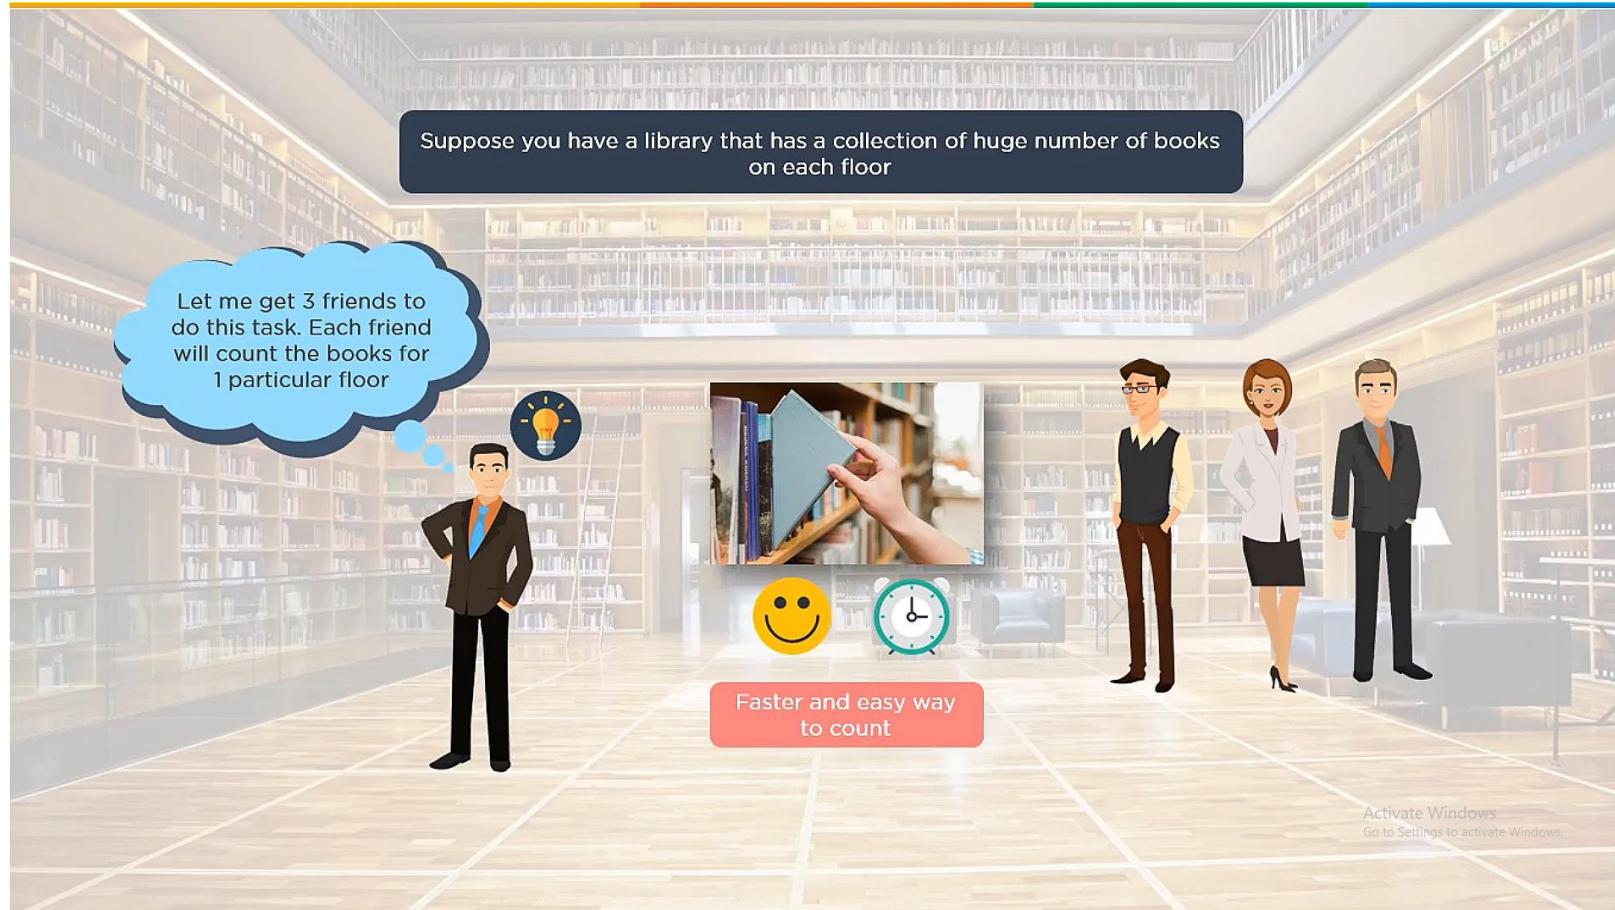 Suppose you have a library that has a collection of huge number of books
on each floor
Let me get 3 friends to
do this task. Each friend
will count the books for
1 particular floor
Faster and easy way
to count
Activate Windows
Go to Settings to activate Windows.